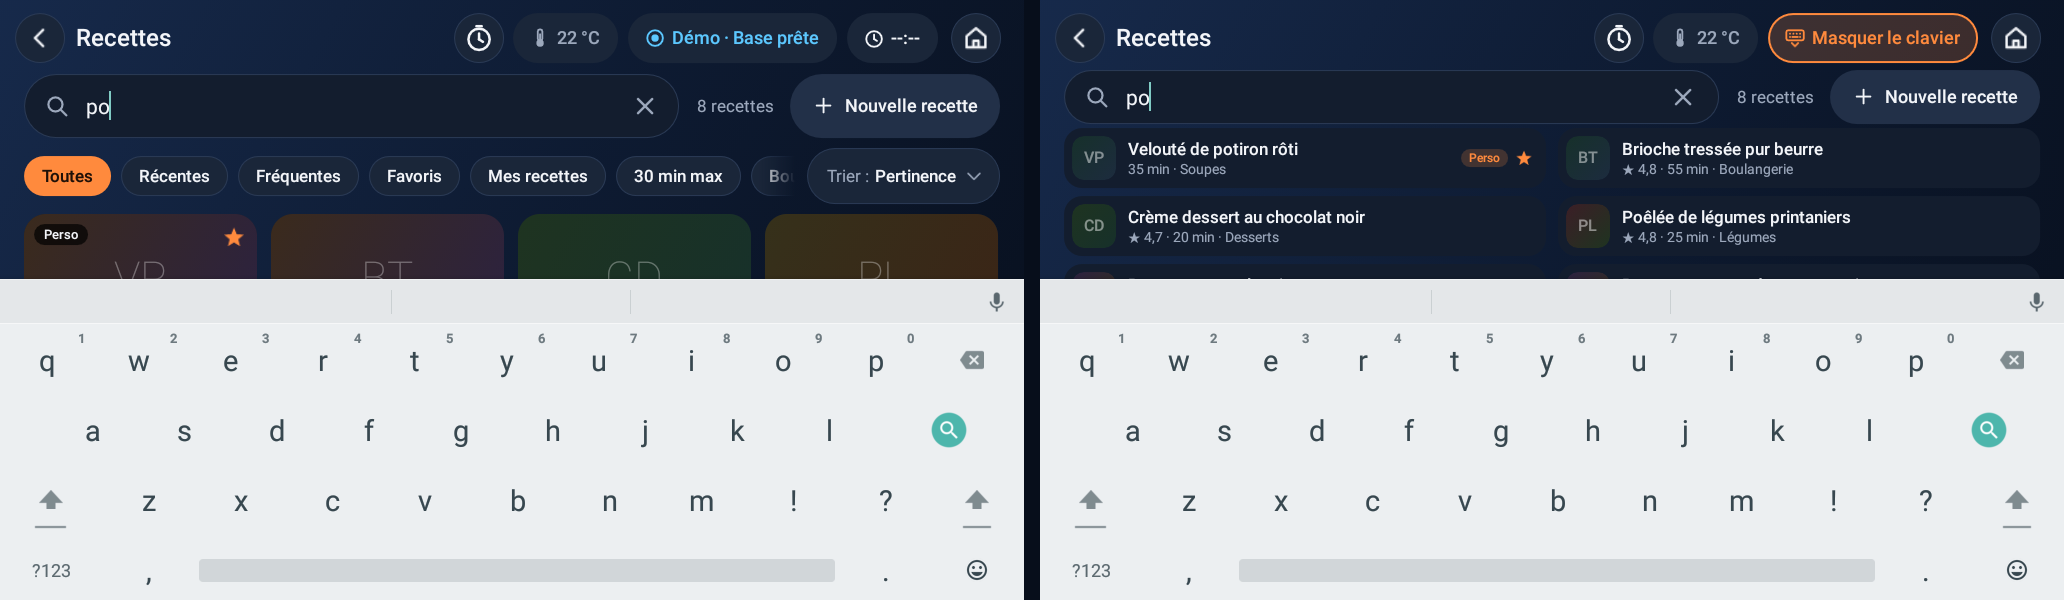 Recettes
22 °C
Démo · Base prête
--:--
po
8 recettes
+ Nouvelle recette
Toutes
Récentes
Fréquentes
Favoris
Mes recettes
30 min max
Trier : Pertinence
Perso
VP
BT
CD
PL
1 2 3 4 5 6 7 8 9 0
q w e r t y u i o p
a s d f g h j k l
z x c v b n m ! ?
?123 , .
Recettes
22 °C
Masquer le clavier
po
8 recettes
+ Nouvelle recette
VP
Velouté de potiron rôti
35 min · Soupes
Perso
BT
Brioche tressée pur beurre
★ 4,8 · 55 min · Boulangerie
CD
Crème dessert au chocolat noir
★ 4,7 · 20 min · Desserts
PL
Poêlée de légumes printaniers
★ 4,8 · 25 min · Légumes
1 2 3 4 5 6 7 8 9 0
q w e r t y u i o p
a s d f g h j k l
z x c v b n m ! ?
?123 , .